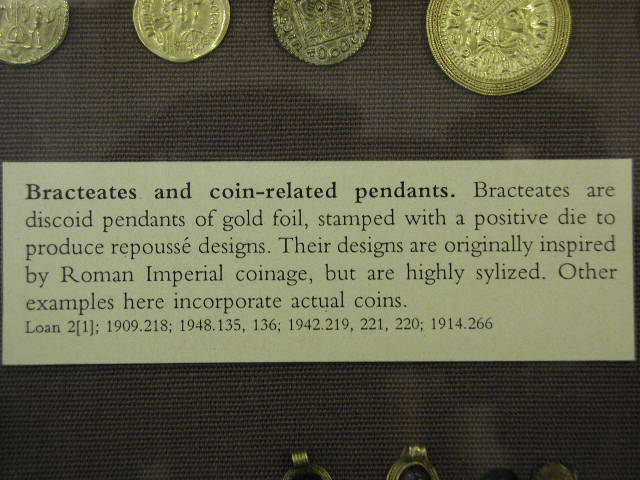 Bracteates and coin-related pendants. Bracteates are
discoid pendants of gold foil, stamped with a positive die to
produce repoussé designs. Their designs are originally inspired
by Roman Imperial coinage, but are highly sylized. Other
examples here incorporate actual coins.
Loan 2[1]; 1909.218; 1948.135, 136; 1942.219, 221, 220; 1914.266